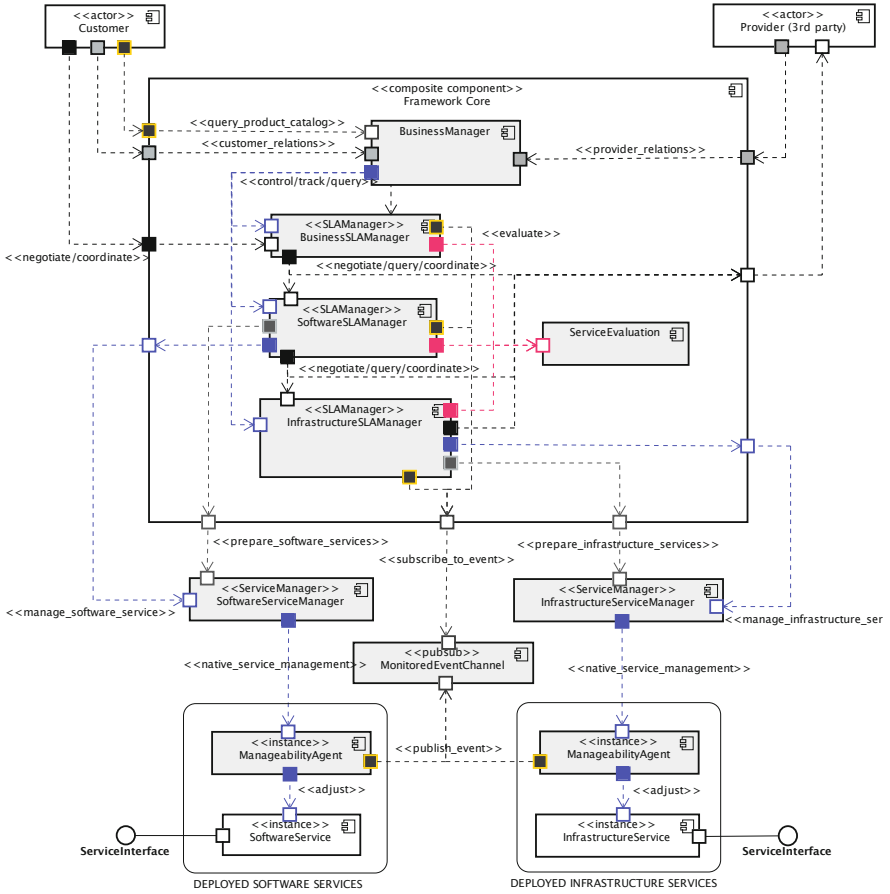 <<actor>>
Customer
<<actor>>
Provider (3rd party)
<<composite component>>
Framework Core
<<query_product_catalog>>
BusinessManager
<<customer_relations>>
<<provider_relations>>
<<control/track/query>>
<<SLAManager>>
BusinessSLAManager
<<evaluate>>
<<negotiate/coordinate>>
<<negotiate/query/coordinate>>
<<SLAManager>>
SoftwareSLAManager
ServiceEvaluation
<<negotiate/query/coordinate>>
<<SLAManager>>
InfrastructureSLAManager
<<prepare_software_services>>
<<subscribe_to_event>>
<<prepare_infrastructure_services>>
<<ServiceManager>>
SoftwareServiceManager
<<ServiceManager>>
InfrastructureServiceManager
<<manage_software_service>>
<<manage_infrastructure_ser
<<pubsub>>
MonitoredEventChannel
<<native_service_management>>
<<native_service_management>>
<<instance>>
ManageabilityAgent
<<publish_event>>
<<instance>>
ManageabilityAgent
<<adjust>>
<<adjust>>
<<instance>>
SoftwareService
<<instance>>
InfrastructureService
ServiceInterface
ServiceInterface
DEPLOYED SOFTWARE SERVICES
DEPLOYED INFRASTRUCTURE SERVICES